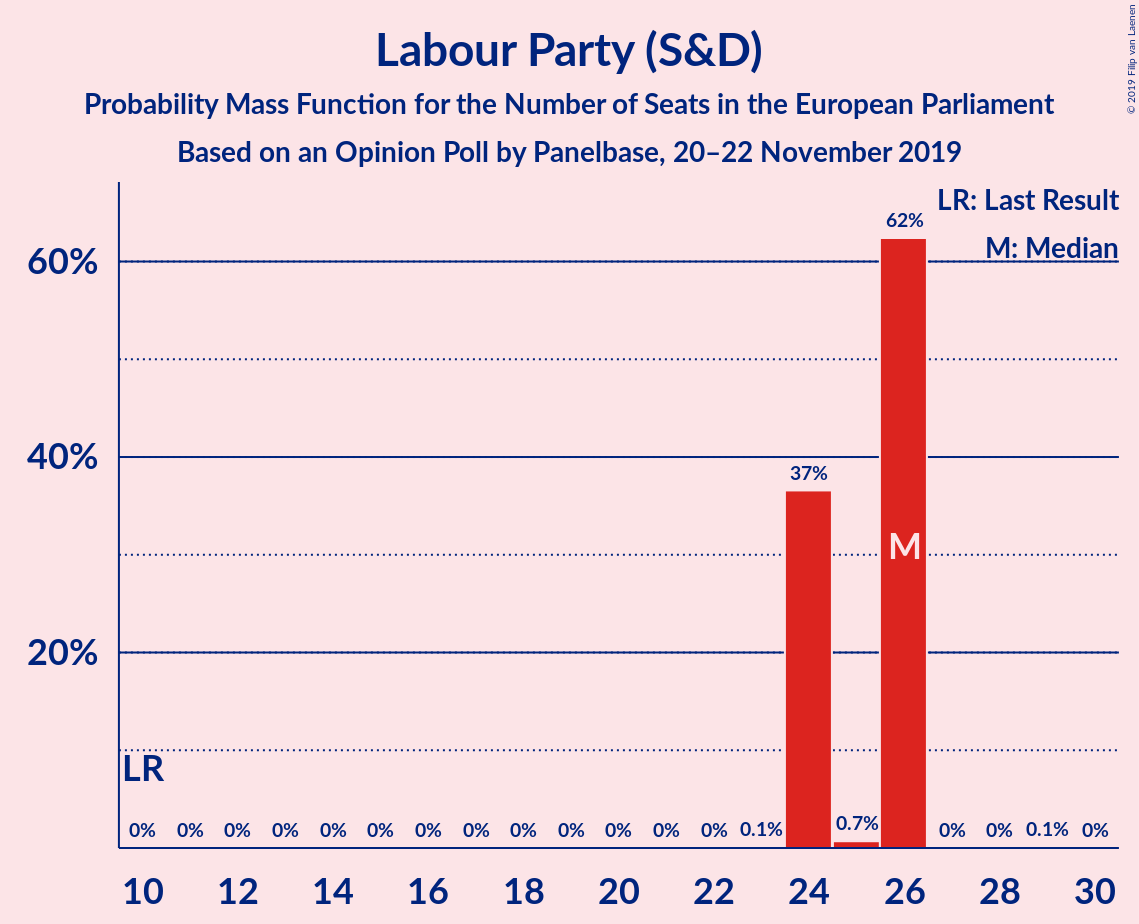 Labour Party (S&D)
Probability Mass Function for the Number of Seats in the European Parliament
Based on an Opinion Poll by Panelbase, 20–22 November 2019
© 2019 Filip van Laenen
LR: Last Result
M: Median
60%
40%
20%
62%
37%
M
LR
0% 0% 0% 0% 0% 0% 0% 0% 0% 0% 0% 0% 0% 0.1% 0.7% 0% 0% 0.1% 0%
10 12 14 16 18 20 22 24 26 28 30